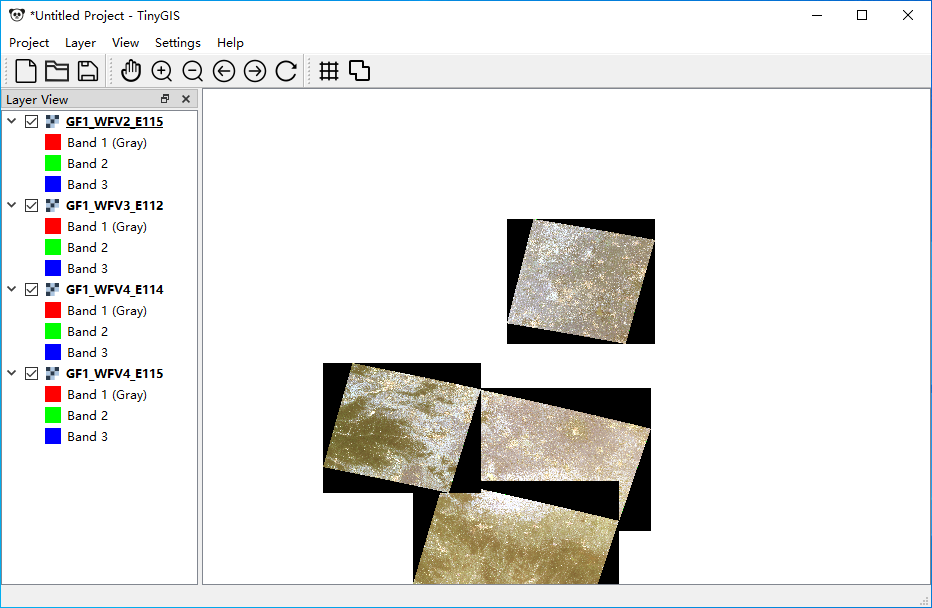 *Untitled Project - TinyGIS
Project Layer View Settings Help
Layer View
GF1_WFV2_E115
Band 1 (Gray)
Band 2
Band 3
GF1_WFV3_E112
Band 1 (Gray)
Band 2
Band 3
GF1_WFV4_E114
Band 1 (Gray)
Band 2
Band 3
GF1_WFV4_E115
Band 1 (Gray)
Band 2
Band 3